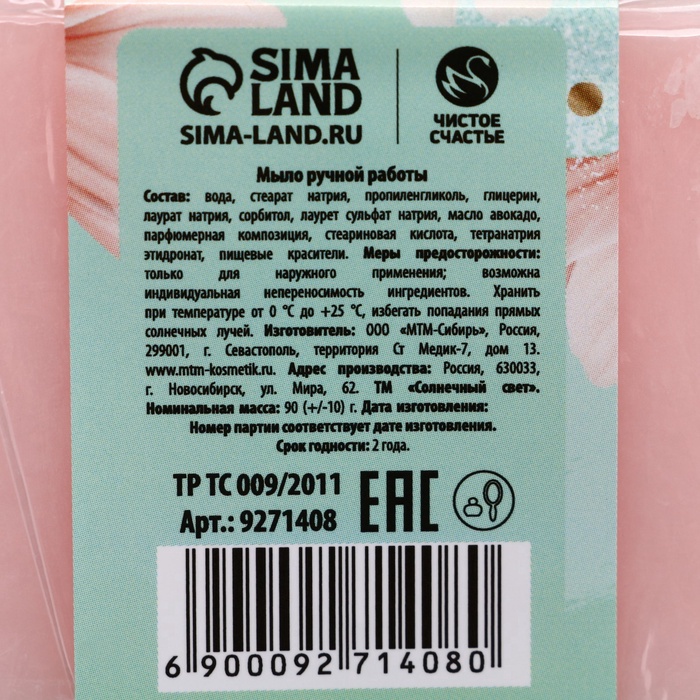 SIMA
LAND
SIMA-LAND.RU
ЧИСТОЕ
СЧАСТЬЕ
Мыло ручной работы
Состав: вода, стеарат натрия, пропиленгликоль, глицерин,
лаурат натрия, сорбитол, лаурет сульфат натрия, масло авокадо,
парфюмерная композиция, стеариновая кислота, тетранатрия
этидронат, пищевые красители. Меры предосторожности:
только для наружного применения; возможна
индивидуальная непереносимость ингредиентов. Хранить
при температуре от 0 °С до +25 °С, избегать попадания прямых
солнечных лучей. Изготовитель: ООО «МТМ-Сибирь», Россия,
299001, г. Севастополь, территория Ст Медик-7, дом 13.
www.mtm-kosmetik.ru. Адрес производства: Россия, 630033,
г. Новосибирск, ул. Мира, 62. ТМ «Солнечный свет».
Номинальная масса: 90 (+/-10) г. Дата изготовления:
Номер партии соответствует дате изготовления.
Срок годности: 2 года.
ТР ТС 009/2011
Арт.: 9271408
ЕАС
6 900092 714080